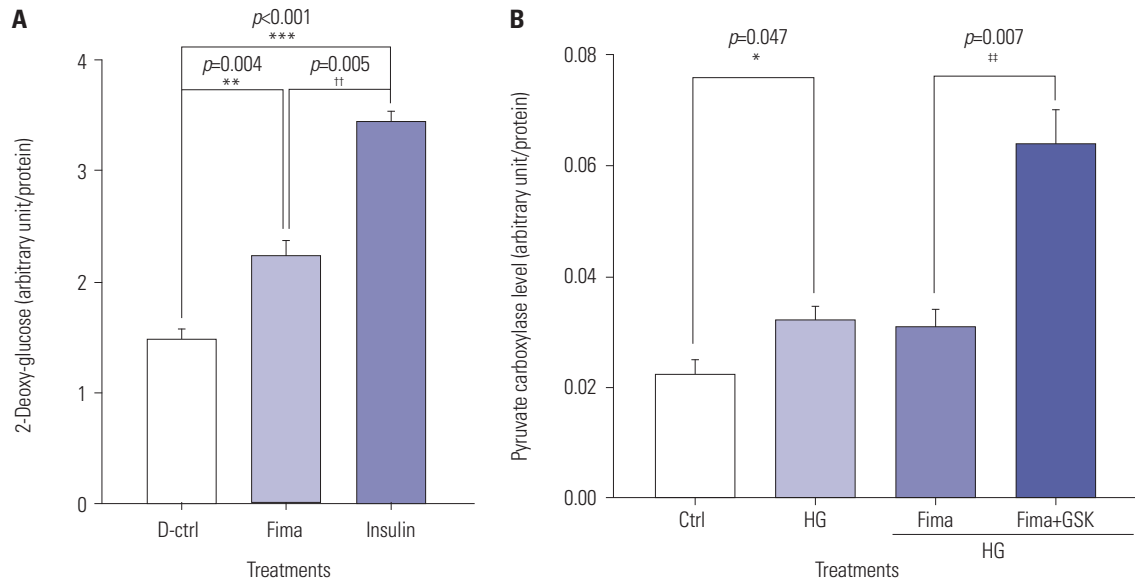 A
p<0.001
***
p=0.004
**
p=0.005
††
4
3
2
1
0
2-Deoxy-glucose (arbitrary unit/protein)
D-ctrl Fima Insulin
Treatments
B
p=0.047
*
p=0.007
‡‡
0.08
0.06
0.04
0.02
0.00
Pyruvate carboxylase level (arbitrary unit/protein)
Ctrl HG Fima Fima+GSK
HG
Treatments